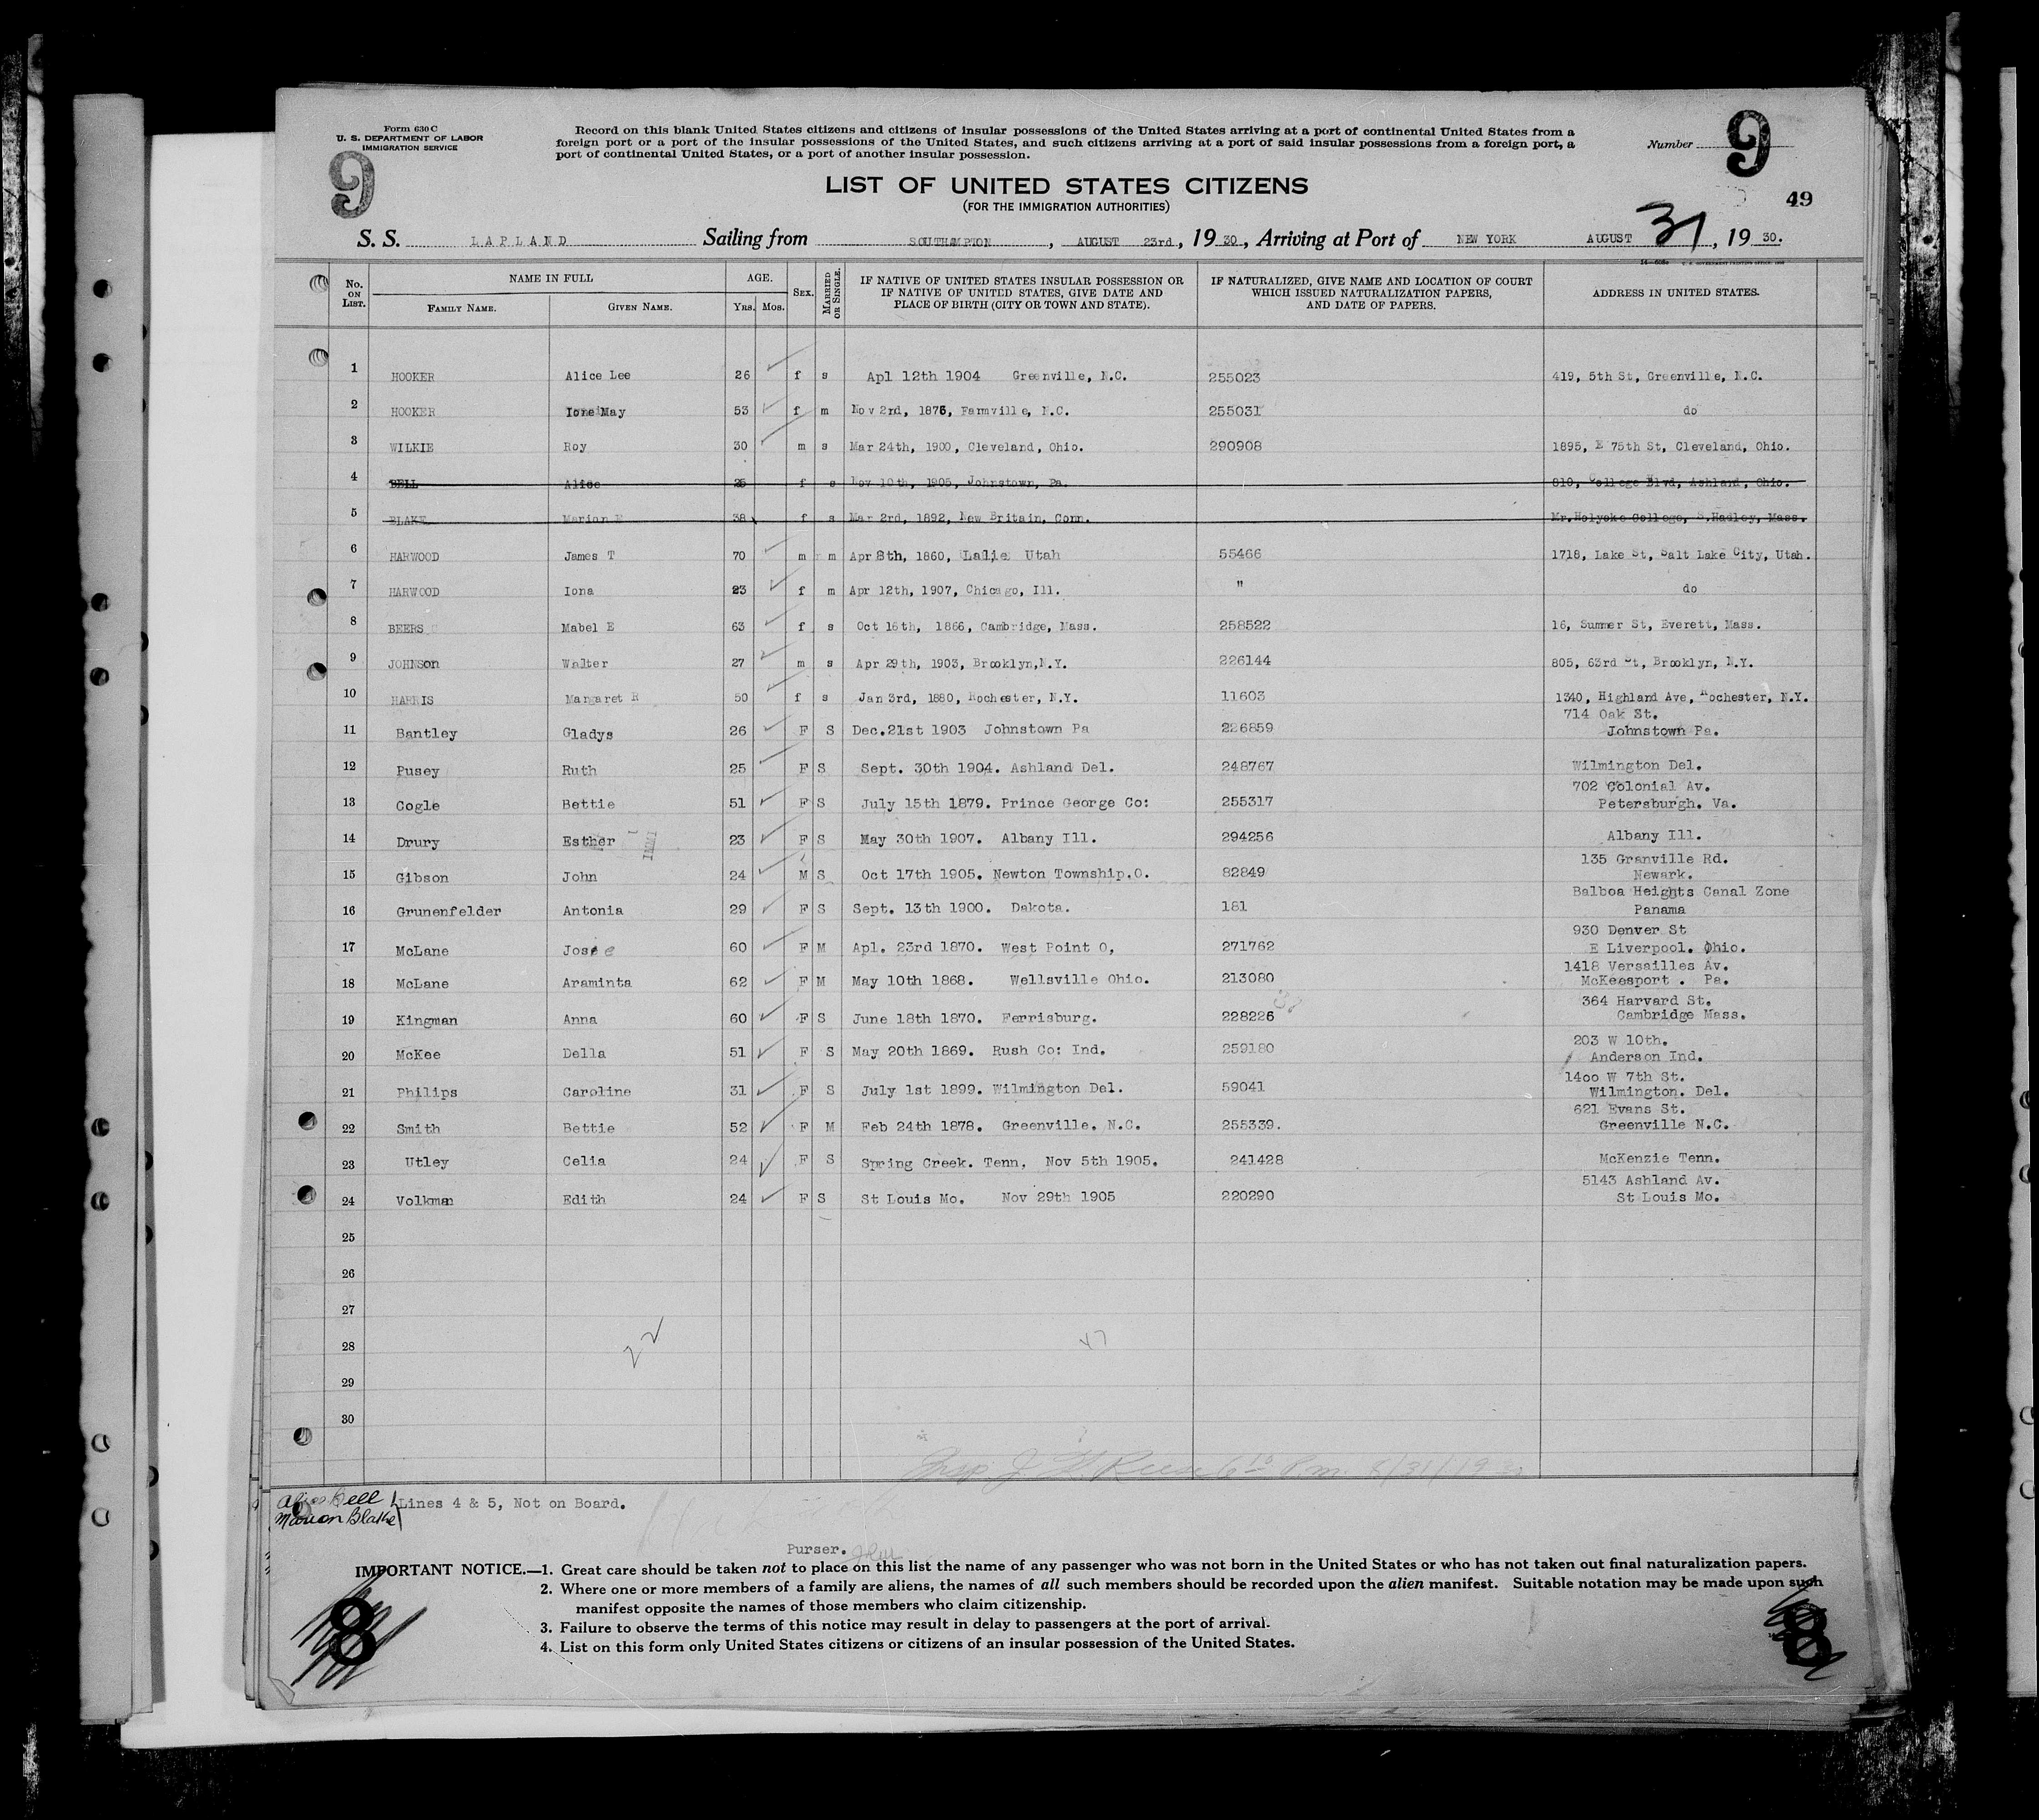 Form 630 C
U. S. DEPARTMENT OF LABOR
IMMIGRATION SERVICE
9
Record on this blank United States citizens and citizens of insular possessions of the United States arriving at a port of continental United States from a
foreign port or a port of the insular possessions of the United States, and such citizens arriving at a port of said insular possessions from a foreign port, a
port of continental United States, or a port of another insular possession.
Number 9
49
LIST OF UNITED STATES CITIZENS
(FOR THE IMMIGRATION AUTHORITIES)
S. S. LAPLAND Sailing from SOUTHAMPTON, AUGUST 23rd, 1930, Arriving at Port of NEW YORK AUGUST 31, 1930.
No. ON LIST. NAME IN FULL FAMILY NAME. GIVEN NAME. AGE. YRS. MOS. SEX. MARRIED OR SINGLE. IF NATIVE OF UNITED STATES INSULAR POSSESSION OR IF NATIVE OF UNITED STATES, GIVE DATE AND PLACE OF BIRTH (CITY OR TOWN AND STATE). IF NATURALIZED, GIVE NAME AND LOCATION OF COURT WHICH ISSUED NATURALIZATION PAPERS, AND DATE OF PAPERS. ADDRESS IN UNITED STATES.
1 HOOKER Alice Lee 26 f s Apl 12th 1904 Greenville, N.C. 255023 419, 5th St, Greenville, N.C.
2 HOOKER Ione May 53 f m Nov 2nd, 1876, Farmville, N.C. 255031 do
3 WILKIE Roy 30 m s Mar 24th, 1900, Cleveland, Ohio. 290908 1895, E 75th St, Cleveland, Ohio.
4 BELL Alice 25 f s Nov 10th, 1905, Johnstown, Pa. 810, College Blvd, Ashland, Ohio.
5 BLAKE Marion E 38 f s Mar 2rd, 1892, New Britain, Conn. Mr. Holyoke College, S.Hadley, Mass.
6 HARWOOD James T 70 m m Apr 8th, 1860, Utah 55466 1718, Lake St, Salt Lake City, Utah.
7 HARWOOD Iona 23 f m Apr 12th, 1907, Chicago, Ill. " do
8 BEERS Mabel E 63 f s Oct 16th, 1866, Cambridge, Mass. 258522 16, Summer St, Everett, Mass.
9 JOHNSon Walter 27 m s Apr 29th, 1903, Brooklyn,N.Y. 226144 805, 63rd St, Brooklyn, N.Y.
10 HARRIS Margaret R 50 f s Jan 3rd, 1880, Rochester, N.Y. 11603 1340, Highland Ave, Rochester, N.Y.
11 Bantley Gladys 26 F S Dec.21st 1903 Johnstown Pa 226859 714 Oak St. Johnstown Pa.
12 Pusey Ruth 25 F S Sept. 30th 1904. Ashland Del. 248767 Wilmington Del.
13 Cogle Bettie 51 F S July 15th 1879. Prince George Co: 255317 702 Colonial Av. Petersburgh. Va.
14 Drury Esther 23 F S May 30th 1907. Albany Ill. 294256 Albany Ill.
15 Gibson John 24 M S Oct 17th 1905. Newton Township.O. 82849 135 Granville Rd. Newark.
16 Grunenfelder Antonia 29 F S Sept. 13th 1900. Dakota. 181 Balboa Heights Canal Zone Panama
17 McLane Josie 60 F M Apl. 23rd 1870. West Point O, 271762 930 Denver St E Liverpool. Ohio.
18 McLane Araminta 62 F M May 10th 1868. Wellsville Ohio. 213080 1418 Versailles Av. McKeesport . Pa.
19 Kingman Anna 60 F S June 18th 1870. Ferrisburg. 228226 364 Harvard St. Cambridge Mass.
20 McKee Della 51 F S May 20th 1869. Rush Co: Ind. 259180 203 W 10th. Anderson Ind.
21 Philips Caroline 31 F S July 1st 1899. Wilmington Del. 59041 14oo W 7th St. Wilmington. Del.
22 Smith Bettie 52 F M Feb 24th 1878. Greenville. N.C. 255339. 621 Evans St. Greenville N.C.
23 Utley Celia 24 F S Spring Creek. Tenn, Nov 5th 1905. 241428 McKenzie Tenn.
24 Volkman Edith 24 F S St Louis Mo. Nov 29th 1905 220290 5143 Ashland Av. St Louis Mo.
25
26
27
28 22 47
29
30
Alice Bell
Marion Blake
Lines 4 & 5, Not on Board.
Purser.
IMPORTANT NOTICE.—1. Great care should be taken not to place on this list the name of any passenger who was not born in the United States or who has not taken out final naturalization papers.
2. Where one or more members of a family are aliens, the names of all such members should be recorded upon the alien manifest. Suitable notation may be made upon such
manifest opposite the names of those members who claim citizenship.
3. Failure to observe the terms of this notice may result in delay to passengers at the port of arrival.
4. List on this form only United States citizens or citizens of an insular possession of the United States.
8
8